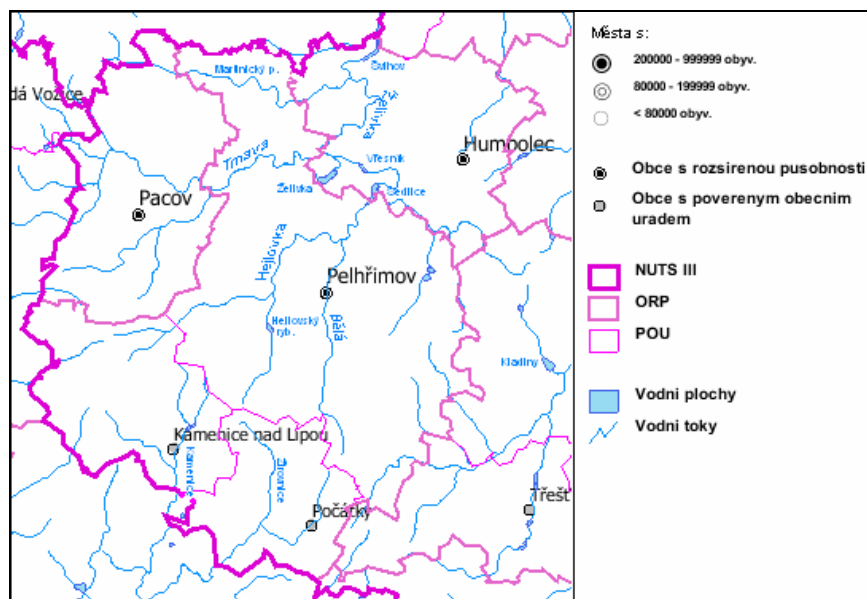 Martinický p.
Švihov
dá Vožice
Želivka
Humpolec
Trnava
Vřesník
Želivka
Sedlice
Pacov
Hejlovka
Pelhřimov
Hejlovský
ryb.
Bělá
Kladiny
Kamenice nad Lipou
Kamenice
Žirovnice
Počátky
Třešť
Města s:
200000 - 999999 obyv.
80000 - 199999 obyv.
< 80000 obyv.
Obce s rozsirenou pusobnosti
Obce s poverenym obecnim
uradem
NUTS III
ORP
POU
Vodni plochy
Vodni toky